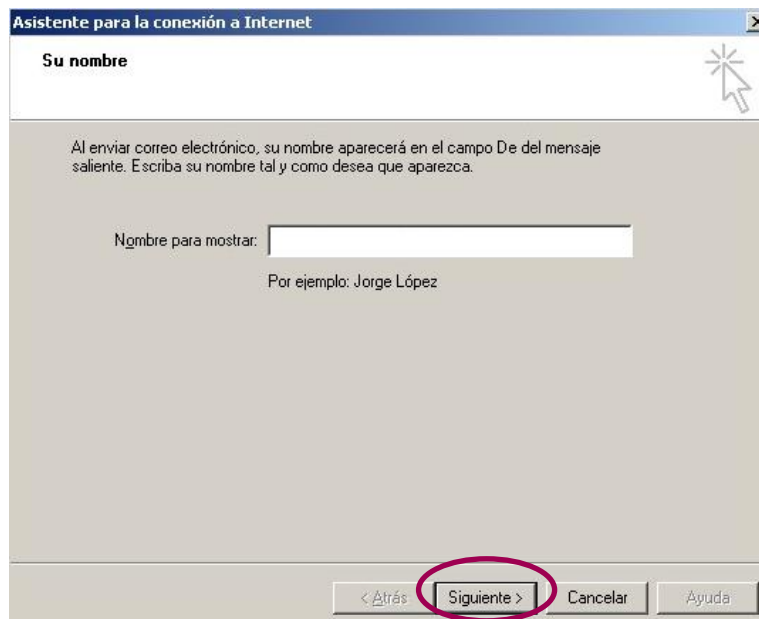 Asistente para la conexión a Internet
Su nombre
Al enviar correo electrónico, su nombre aparecerá en el campo De del mensaje
saliente. Escriba su nombre tal y como desea que aparezca.
Nombre para mostrar:
Por ejemplo: Jorge López
< Atrás Siguiente > Cancelar Ayuda